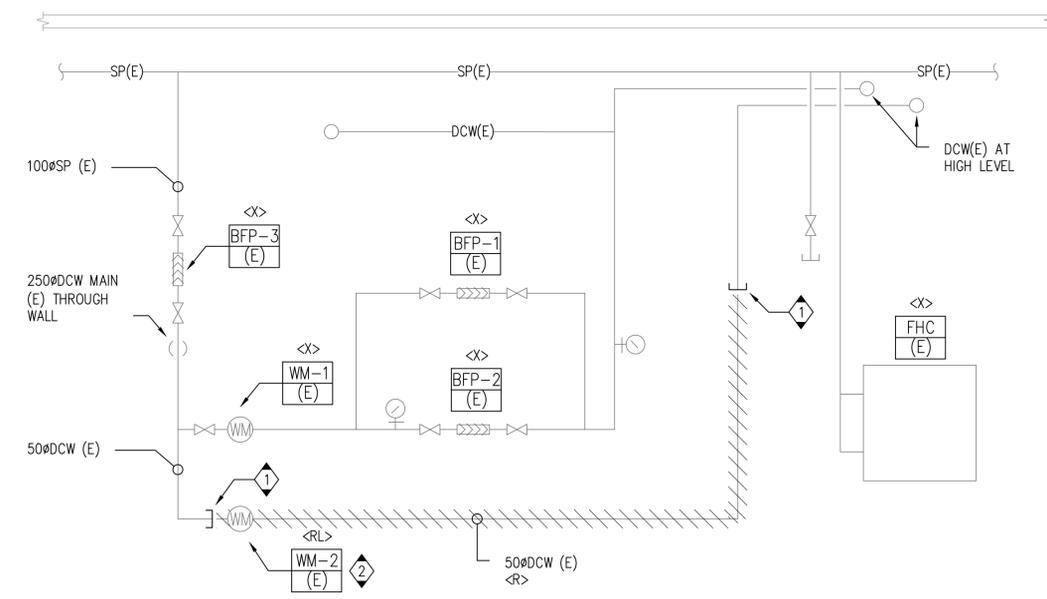 SP(E)
SP(E)
SP(E)
DCW(E)
DCW(E) AT
HIGH LEVEL
100øSP (E)
<X>
BFP-3
(E)
<X>
BFP-1
(E)
250øDCW MAIN
(E) THROUGH
WALL
1
<X>
FHC
(E)
<X>
WM-1
(E)
<X>
BFP-2
(E)
WM
50øDCW (E)
1
WM
<RL>
WM-2
(E)
2
50øDCW (E)
<R>